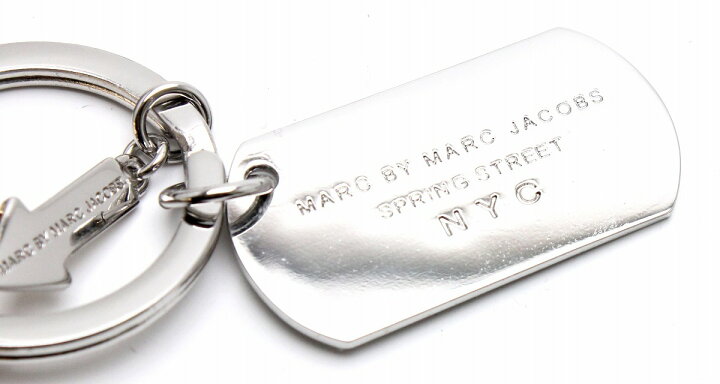 MARC BY MARC JACOBS
SPRING STREET
NYC
MARC BY MARC JACOBS